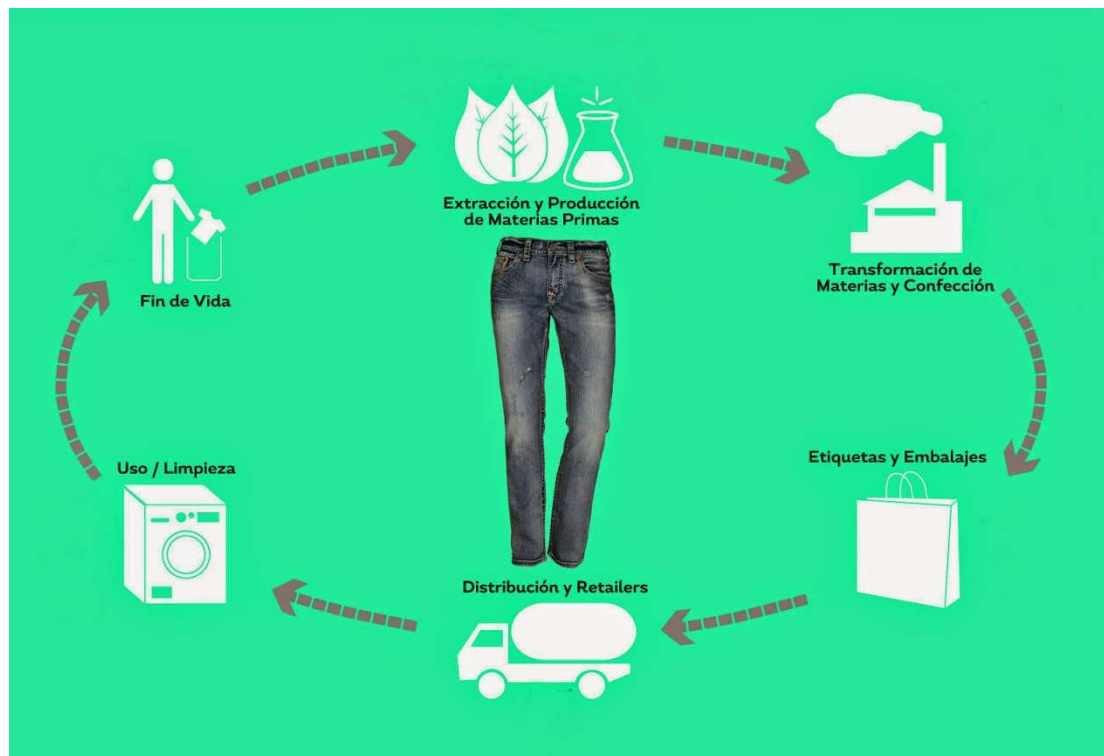 Extracción y Producción
de Materias Primas
Transformación de
Materias y Confección
Etiquetas y Embalajes
Distribución y Retailers
Uso / Limpieza
Fin de Vida